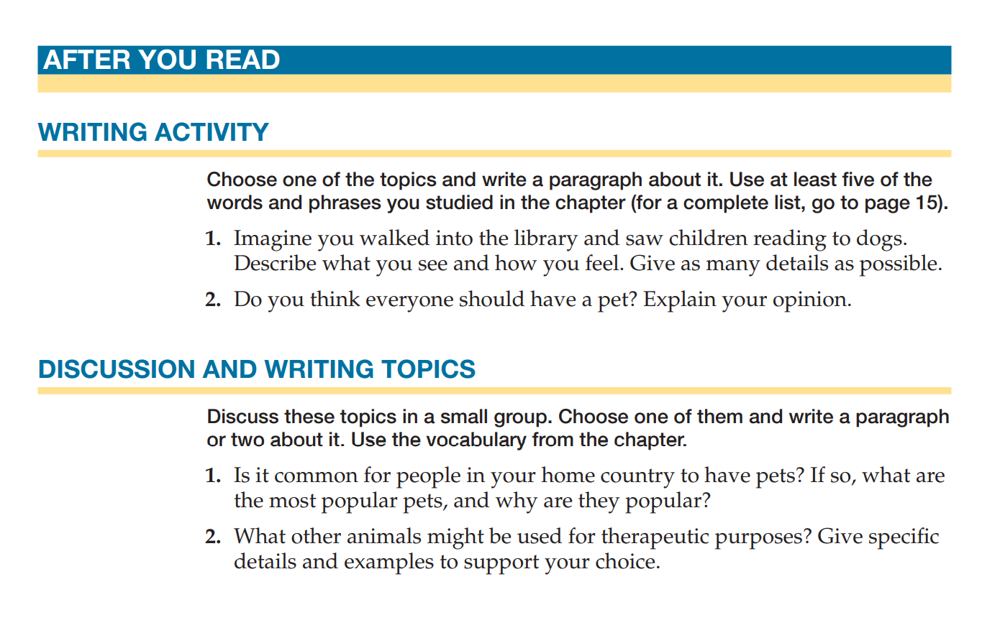 AFTER YOU READ
WRITING ACTIVITY
Choose one of the topics and write a paragraph about it. Use at least five of the
words and phrases you studied in the chapter (for a complete list, go to page 15).
1. Imagine you walked into the library and saw children reading to dogs.
Describe what you see and how you feel. Give as many details as possible.
2. Do you think everyone should have a pet? Explain your opinion.
DISCUSSION AND WRITING TOPICS
Discuss these topics in a small group. Choose one of them and write a paragraph
or two about it. Use the vocabulary from the chapter.
1. Is it common for people in your home country to have pets? If so, what are
the most popular pets, and why are they popular?
2. What other animals might be used for therapeutic purposes? Give specific
details and examples to support your choice.